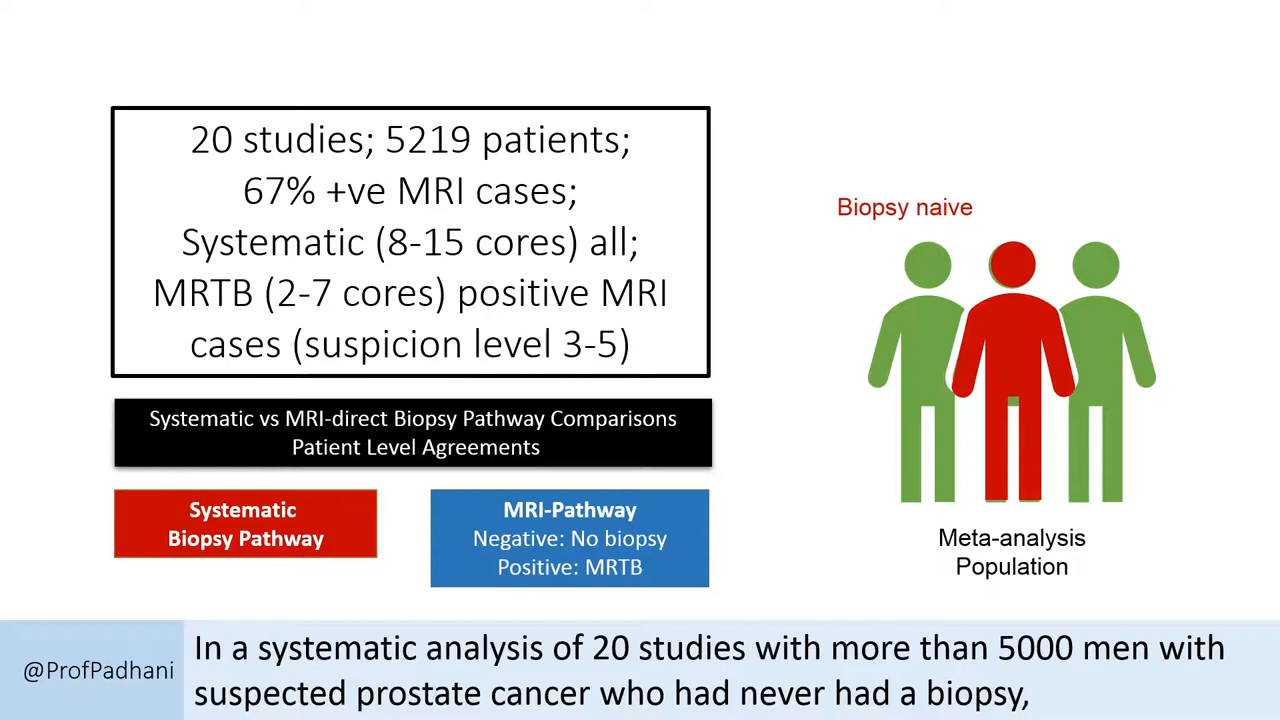 20 studies; 5219 patients;
67% +ve MRI cases;
Systematic (8-15 cores) all;
MRTB (2-7 cores) positive MRI
cases (suspicion level 3-5)
Systematic vs MRI-direct Biopsy Pathway Comparisons
Patient Level Agreements
Systematic
Biopsy Pathway
MRI-Pathway
Negative: No biopsy
Positive: MRTB
Biopsy naive
Meta-analysis
Population
@ProfPadhani
In a systematic analysis of 20 studies with more than 5000 men with
suspected prostate cancer who had never had a biopsy,